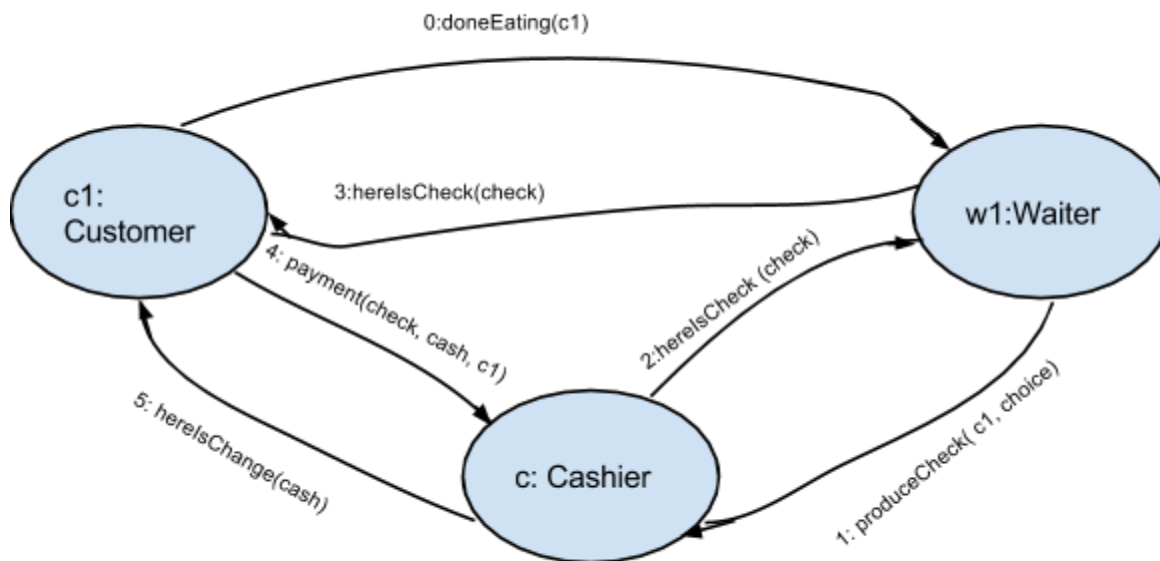 0:doneEating(c1)
c1:
Customer
3:hereIsCheck(check)
w1:Waiter
4: payment(check, cash, c1)
2:hereIsCheck (check)
5: hereIsChange(cash)
c: Cashier
1: produceCheck( c1, choice)